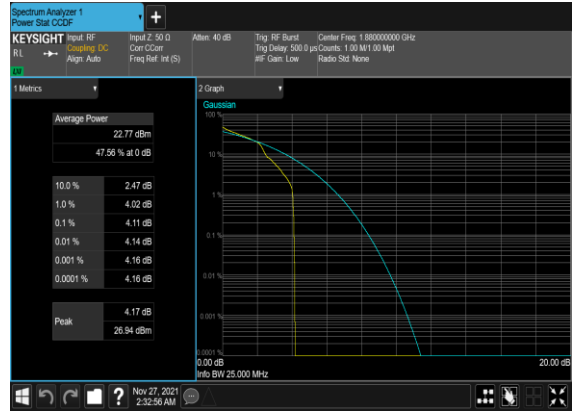 Spectrum Analyzer 1
Power Stat CCDF
+
KEYSIGHT
RL
Input: RF
Coupling: DC
Align: Auto
Input Z: 50 Ω
Corr CCorr
Freq Ref: Int (S)
Atten: 40 dB
Trig: RF Burst
Trig Delay: 500.0 µs
#IF Gain: Low
Center Freq: 1.880000000 GHz
Counts: 1.00 M/1.00 Mpt
Radio Std: None
1 Metrics
Average Power
22.77 dBm
47.56 % at 0 dB
10.0 % 2.47 dB
1.0 % 4.02 dB
0.1 % 4.11 dB
0.01 % 4.14 dB
0.001 % 4.16 dB
0.0001 % 4.16 dB
Peak
4.17 dB
26.94 dBm
2 Graph
Gaussian
100 %
10 %
1 %
0.1 %
0.01 %
0.001 %
0.0001 %
0.00 dB
20.00 dB
Info BW 25.000 MHz
?
Nov 27, 2021
2:32:56 AM